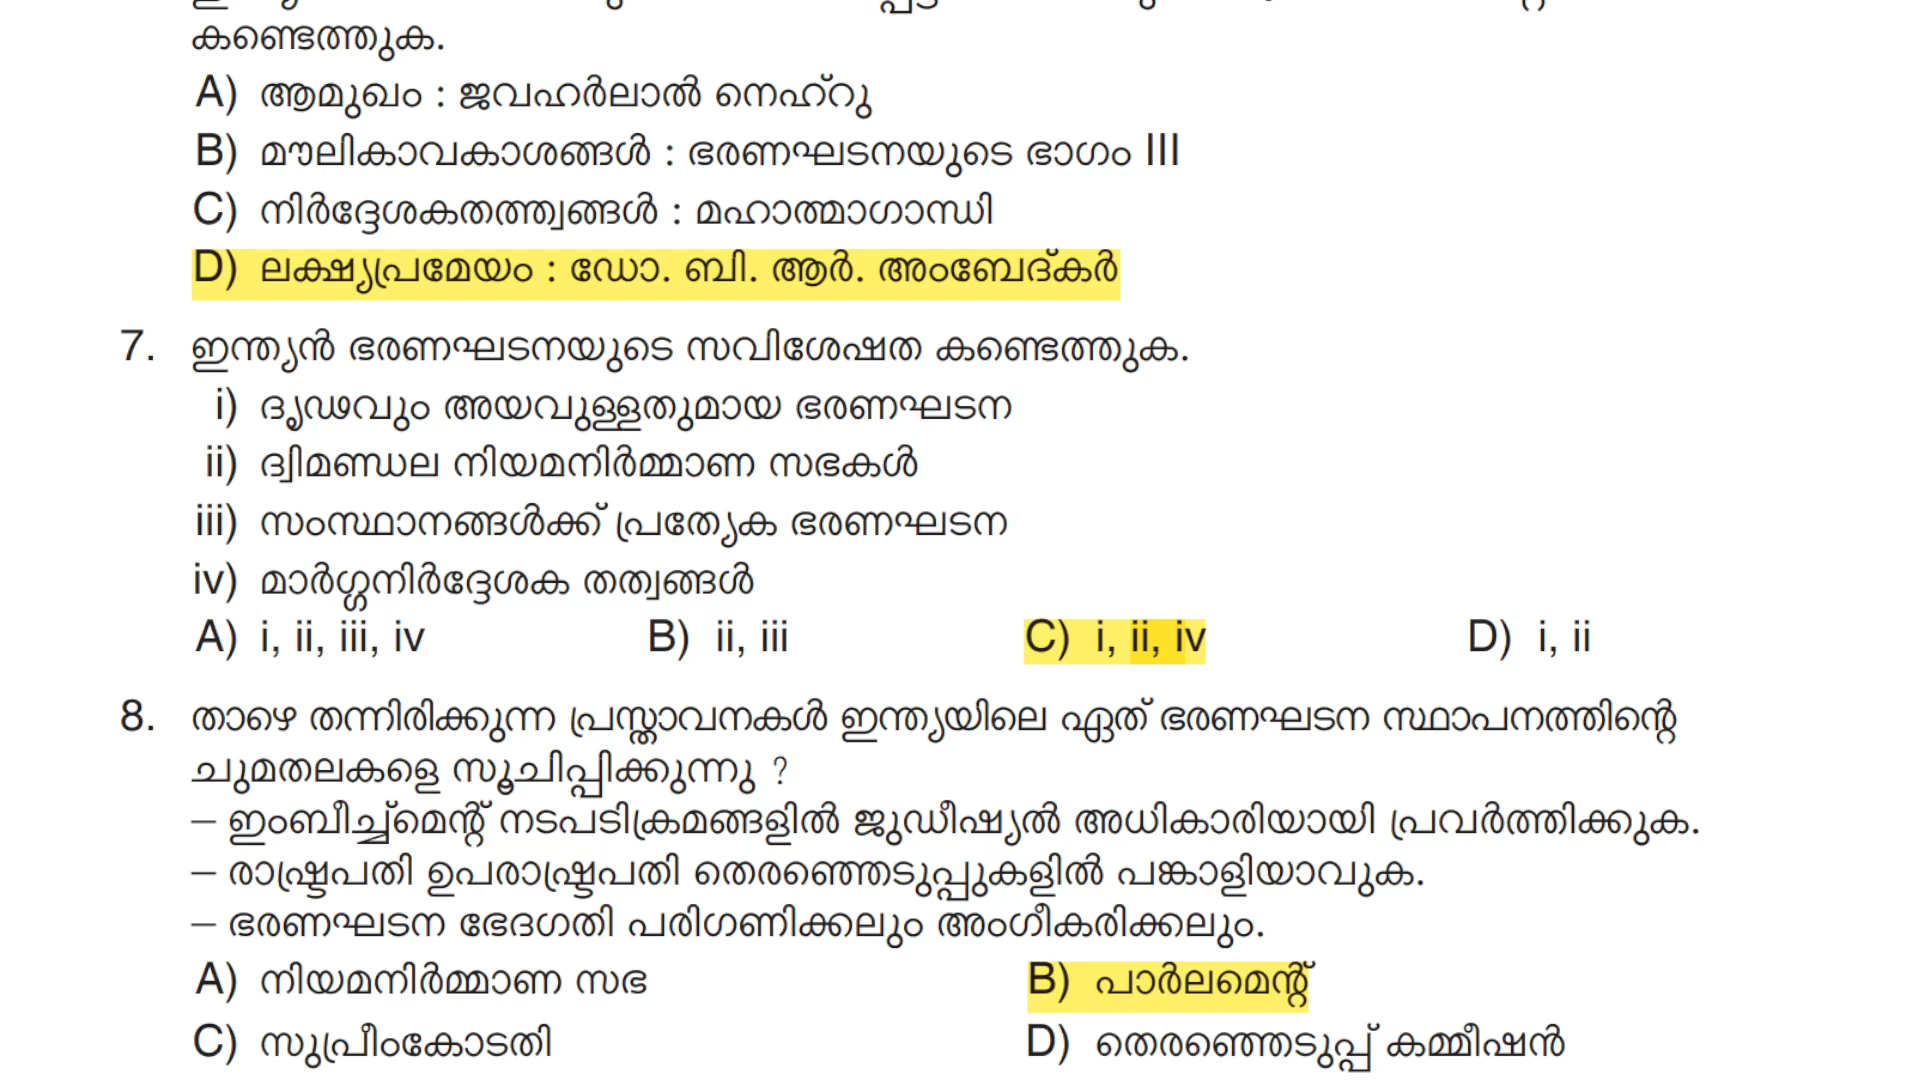 കണ്ടെത്തുക.
A) ആമുഖം : ജവഹർലാൽ നെഹ്റു
B) മൗലികാവകാശങ്ങൾ : ഭരണഘടനയുടെ ഭാഗം III
C) നിർദ്ദേശകതത്ത്വങ്ങൾ : മഹാത്മാഗാന്ധി
D) ലക്ഷ്യപ്രമേയം : ഡോ. ബി. ആർ. അംബേദ്കർ
7. ഇന്ത്യൻ ഭരണഘടനയുടെ സവിശേഷത കണ്ടെത്തുക.
i) ദൃഢവും അയവുള്ളതുമായ ഭരണഘടന
ii) ദ്വിമണ്ഡല നിയമനിർമ്മാണ സഭകൾ
iii) സംസ്ഥാനങ്ങൾക്ക് പ്രത്യേക ഭരണഘടന
iv) മാർഗ്ഗനിർദ്ദേശക തത്വങ്ങൾ
A) i, ii, iii, iv B) ii, iii C) i, ii, iv D) i, ii
8. താഴെ തന്നിരിക്കുന്ന പ്രസ്താവനകൾ ഇന്ത്യയിലെ ഏത് ഭരണഘടന സ്ഥാപനത്തിന്റെ
ചുമതലകളെ സൂചിപ്പിക്കുന്നു ?
– ഇംബീച്ച്മെന്റ് നടപടിക്രമങ്ങളിൽ ജുഡീഷ്യൽ അധികാരിയായി പ്രവർത്തിക്കുക.
– രാഷ്ട്രപതി ഉപരാഷ്ട്രപതി തെരഞ്ഞെടുപ്പുകളിൽ പങ്കാളിയാവുക.
– ഭരണഘടന ഭേദഗതി പരിഗണിക്കലും അംഗീകരിക്കലും.
A) നിയമനിർമ്മാണ സഭ B) പാർലമെന്റ്
C) സുപ്രീംകോടതി D) തെരഞ്ഞെടുപ്പ് കമ്മീഷൻ